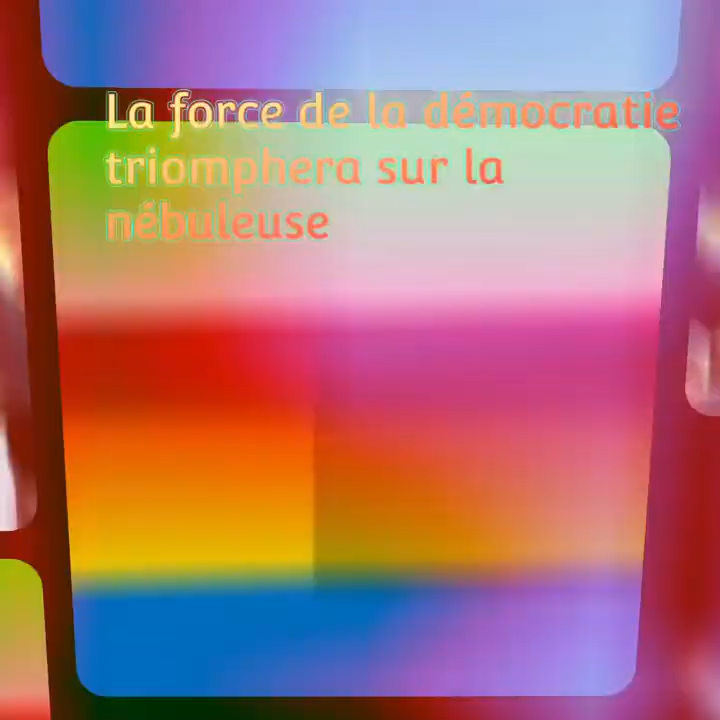 La force de la démocratie
triomphera sur la
nébuleuse